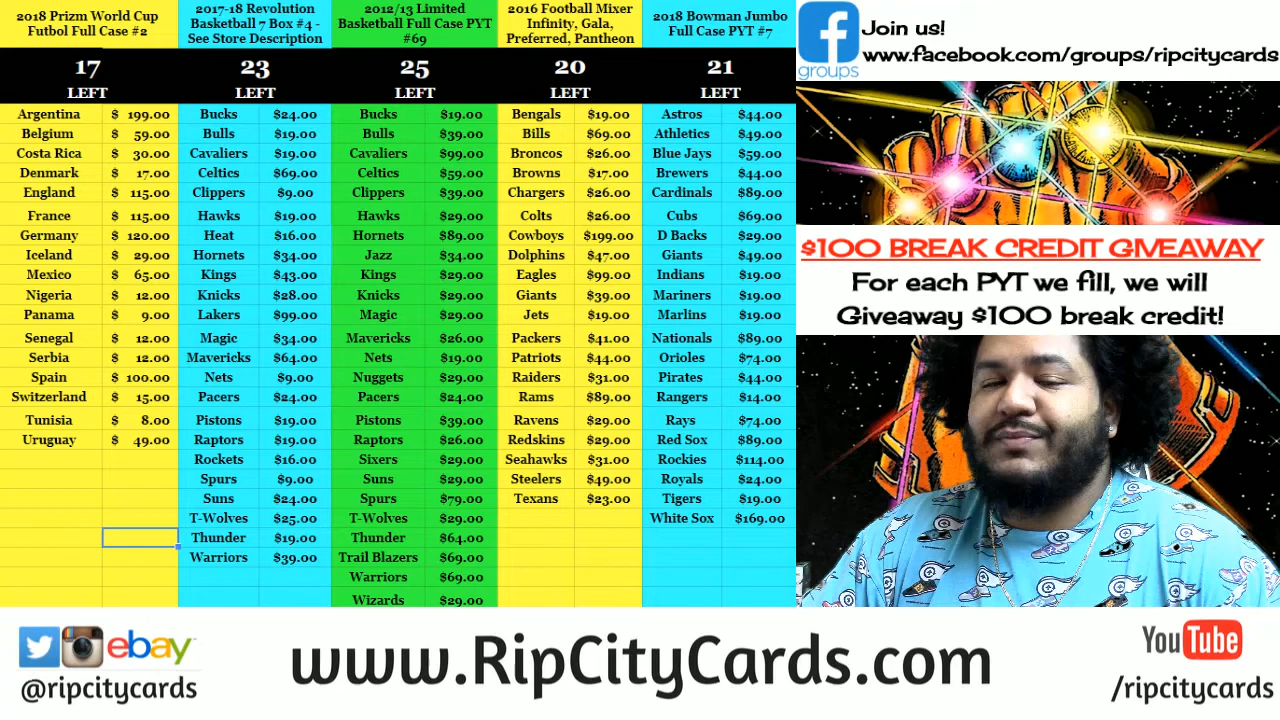 2018 Prizm World Cup
Futbol Full Case #2
17
LEFT
Argentina $ 199.00
Belgium $ 59.00
Costa Rica $ 30.00
Denmark $ 17.00
England $ 115.00
France $ 115.00
Germany $ 120.00
Iceland $ 29.00
Mexico $ 65.00
Nigeria $ 12.00
Panama $ 9.00
Senegal $ 12.00
Serbia $ 12.00
Spain $ 100.00
Switzerland $ 15.00
Tunisia $ 8.00
Uruguay $ 49.00
2017-18 Revolution
Basketball 7 Box #4 -
See Store Description
23
LEFT
Bucks $24.00
Bulls $19.00
Cavaliers $19.00
Celtics $69.00
Clippers $9.00
Hawks $19.00
Heat $16.00
Hornets $34.00
Kings $43.00
Knicks $28.00
Lakers $99.00
Magic $34.00
Mavericks $64.00
Nets $9.00
Pacers $24.00
Pistons $19.00
Raptors $19.00
Rockets $16.00
Spurs $9.00
Suns $24.00
T-Wolves $25.00
Thunder $19.00
Warriors $39.00
2012/13 Limited
Basketball Full Case PYT
#69
25
LEFT
Bucks $19.00
Bulls $39.00
Cavaliers $99.00
Celtics $59.00
Clippers $39.00
Hawks $29.00
Hornets $89.00
Jazz $34.00
Kings $29.00
Knicks $29.00
Magic $29.00
Mavericks $26.00
Nets $19.00
Nuggets $29.00
Pacers $24.00
Pistons $39.00
Raptors $26.00
Sixers $29.00
Suns $29.00
Spurs $79.00
T-Wolves $29.00
Thunder $64.00
Trail Blazers $69.00
Warriors $69.00
Wizards $29.00
2016 Football Mixer
Infinity, Gala,
Preferred, Pantheon
20
LEFT
Bengals $19.00
Bills $69.00
Broncos $26.00
Browns $17.00
Chargers $26.00
Colts $26.00
Cowboys $199.00
Dolphins $47.00
Eagles $99.00
Giants $39.00
Jets $19.00
Packers $41.00
Patriots $44.00
Raiders $31.00
Rams $89.00
Ravens $29.00
Redskins $29.00
Seahawks $31.00
Steelers $49.00
Texans $23.00
2018 Bowman Jumbo
Full Case PYT #7
21
LEFT
Astros $44.00
Athletics $49.00
Blue Jays $59.00
Brewers $44.00
Cardinals $89.00
Cubs $69.00
D Backs $29.00
Giants $49.00
Indians $19.00
Mariners $19.00
Marlins $19.00
Nationals $89.00
Orioles $74.00
Pirates $44.00
Rangers $14.00
Rays $74.00
Red Sox $89.00
Rockies $114.00
Royals $24.00
Tigers $19.00
White Sox $169.00
groups
Join us!
www.facebook.com/groups/ripcitycards
$100 BREAK CREDIT GIVEAWAY
For each PYT we fill, we will
Giveaway $100 break credit!
ebay
@ripcitycards
www.RipCityCards.com
YouTube
/ripcitycards